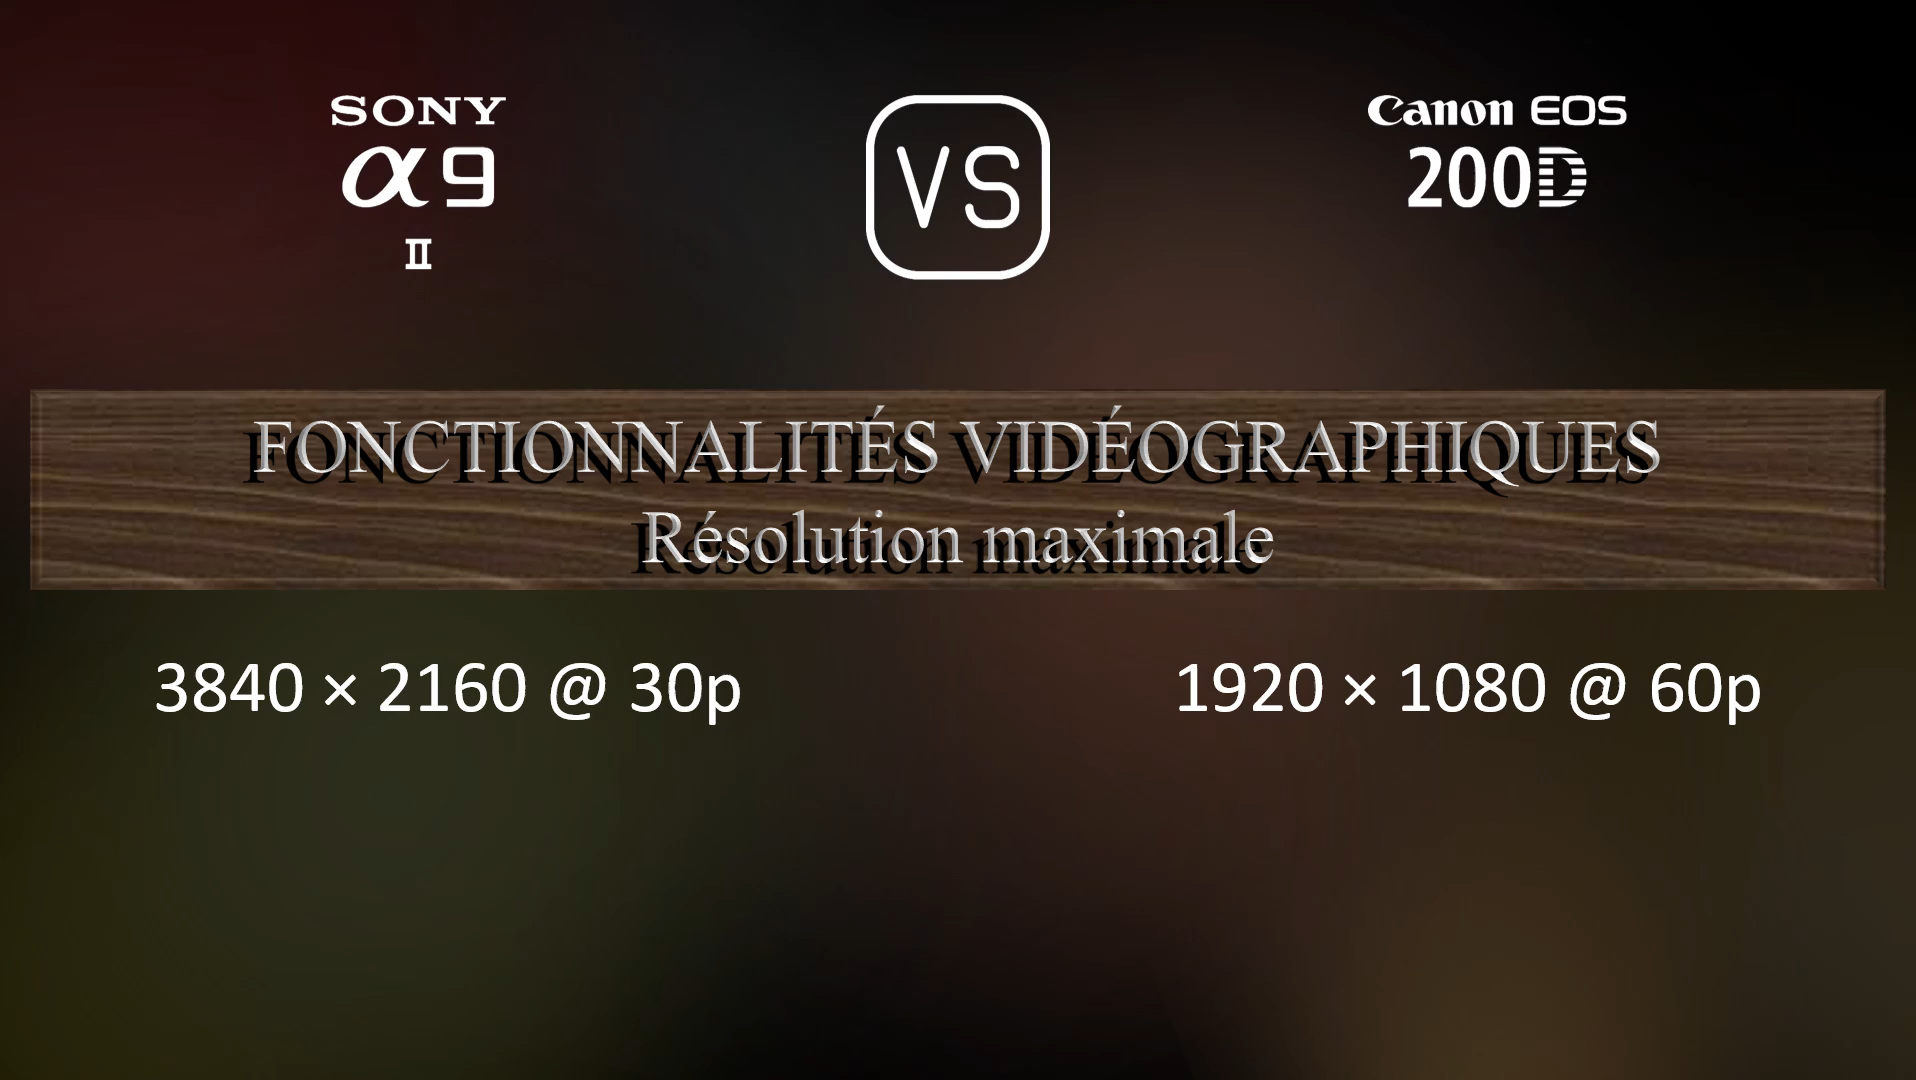 SONY
α9
II
VS
Canon EOS
200D
FONCTIONNALITÉS VIDÉOGRAPHIQUES
Résolution maximale
3840 × 2160 @ 30p
1920 × 1080 @ 60p